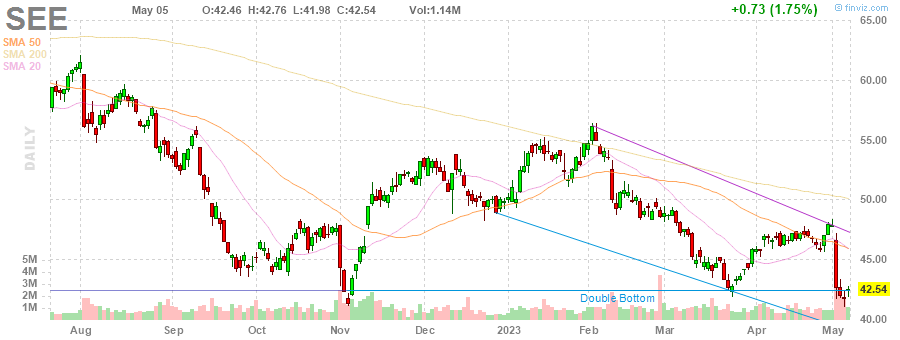 SEE May 05 O:42.46 H:42.76 L:41.98 C:42.54 Vol:1.14M +0.73 (1.75%) © finviz.com
SMA 50
SMA 200
SMA 20
DAILY
65.00
60.00
55.00
50.00
45.00
42.54
40.00
5M
4M
3M
2M
1M
Double Bottom
Aug Sep Oct Nov Dec 2023 Feb Mar Apr May